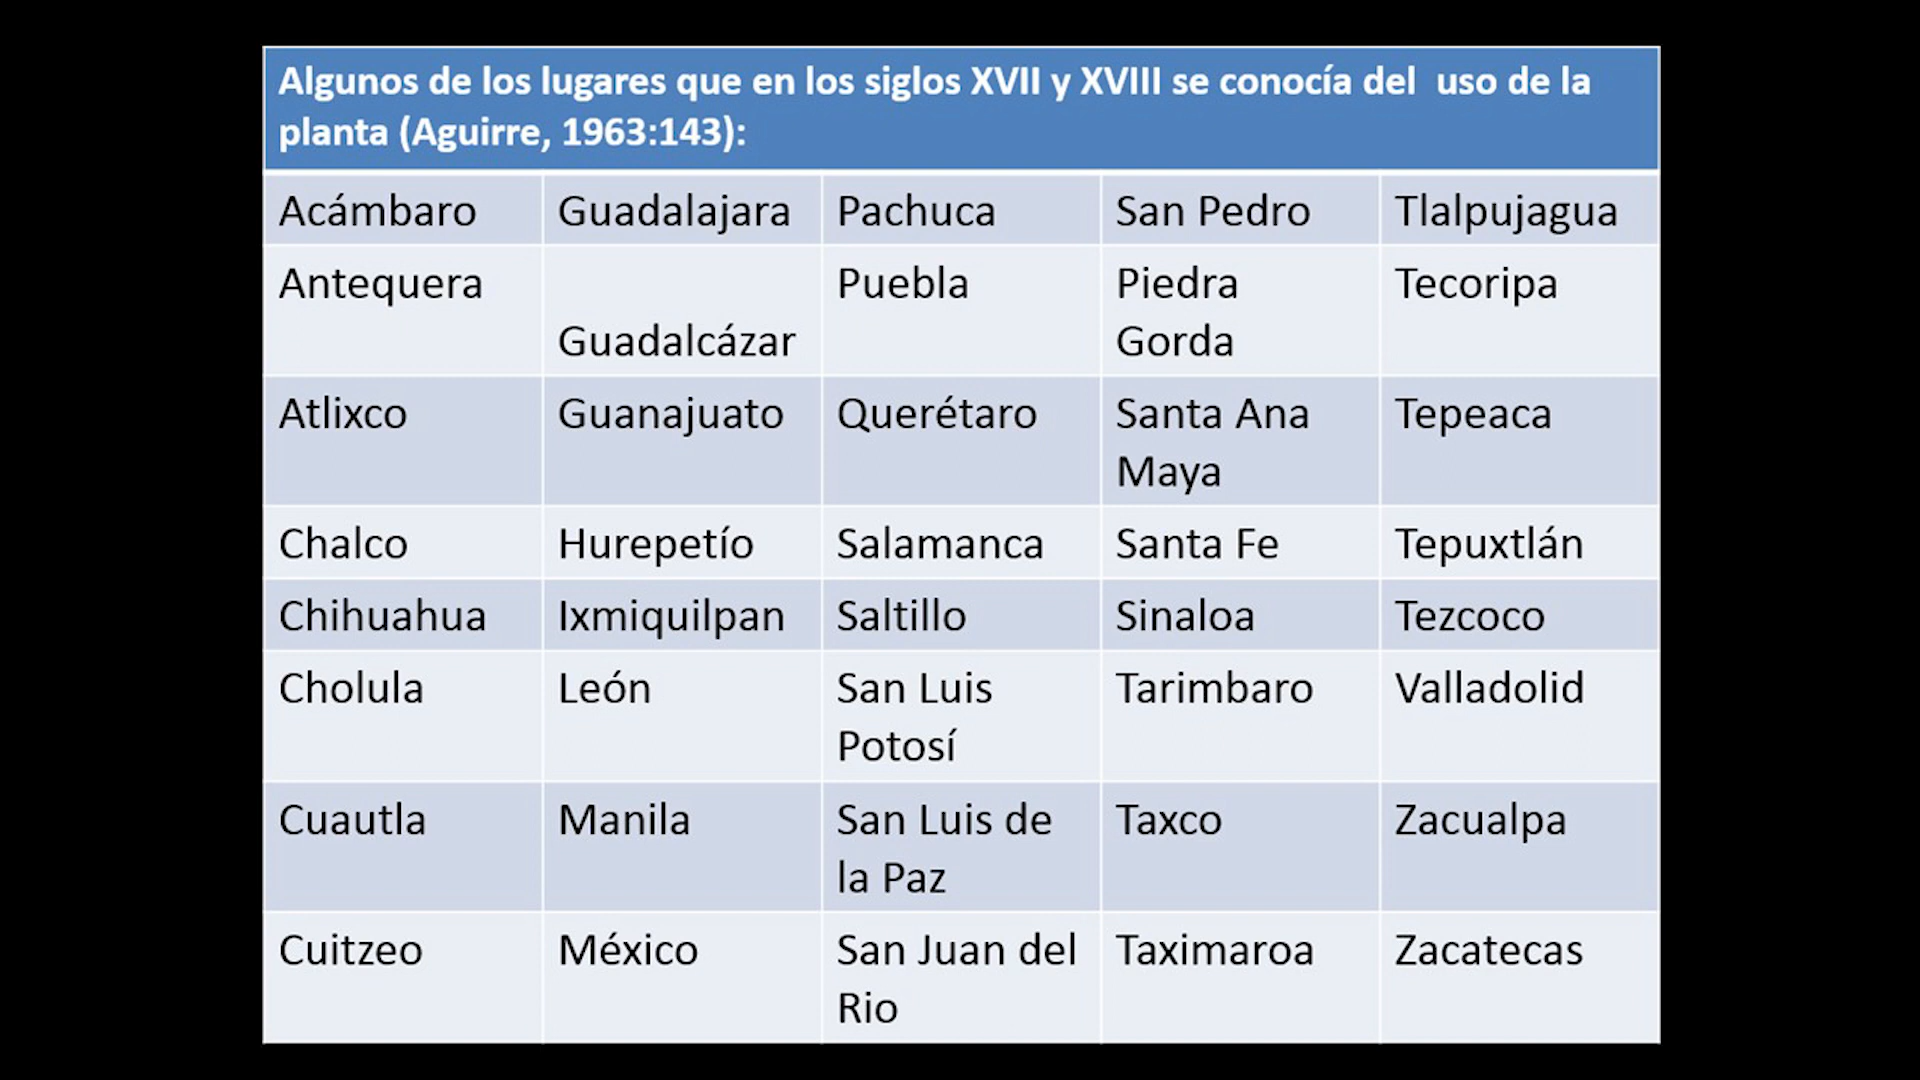 Algunos de los lugares que en los siglos XVII y XVIII se conocía del  uso de la
planta (Aguirre, 1963:143):
Acámbaro Guadalajara Pachuca San Pedro Tlalpujagua
Antequera Puebla Piedra Tecoripa
Guadalcázar Gorda
Atlixco Guanajuato Querétaro Santa Ana Tepeaca
Maya
Chalco Hurepetío Salamanca Santa Fe Tepuxtlán
Chihuahua Ixmiquilpan Saltillo Sinaloa Tezcoco
Cholula León San Luis Tarimbaro Valladolid
Potosí
Cuautla Manila San Luis de Taxco Zacualpa
la Paz
Cuitzeo México San Juan del Taximaroa Zacatecas
Rio